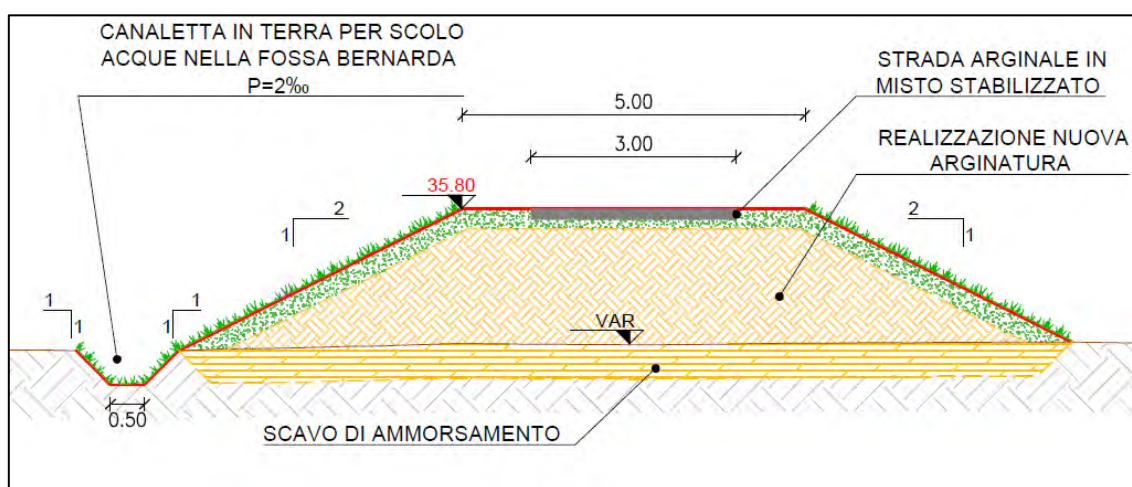 CANALETTA IN TERRA PER SCOLO
ACQUE NELLA FOSSA BERNARDA
P=2‰
STRADA ARGINALE IN
MISTO STABILIZZATO
5.00
3.00
REALIZZAZIONE NUOVA
ARGINATURA
35.80
2
1
2
1
1
1
1
1
VAR
0.50
SCAVO DI AMMORSAMENTO